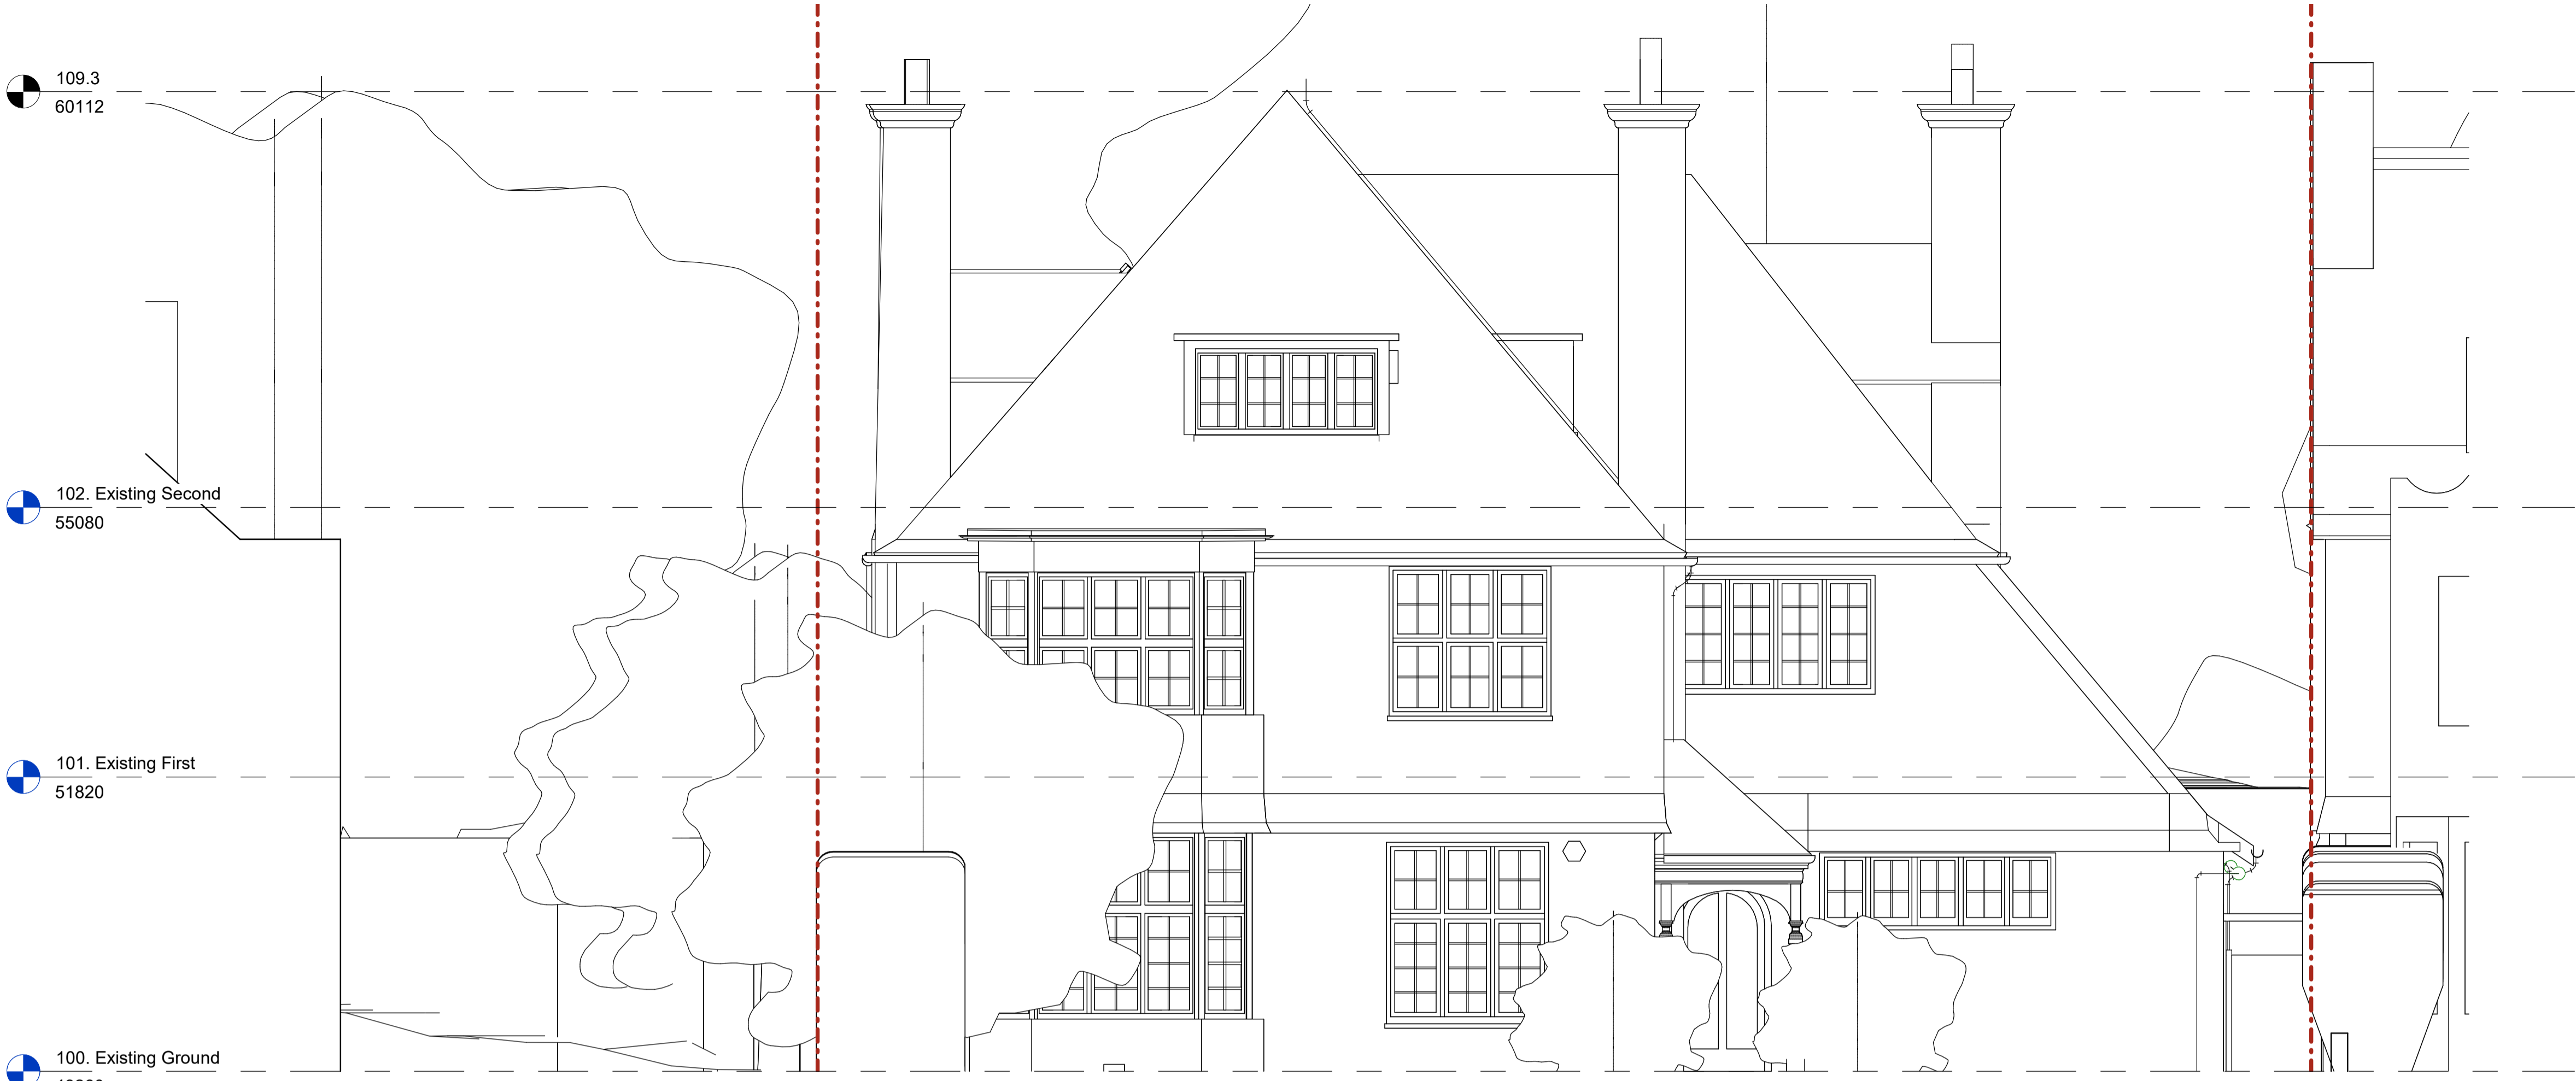 109.3
60112
102. Existing Second
55080
101. Existing First
51820
100. Existing Ground